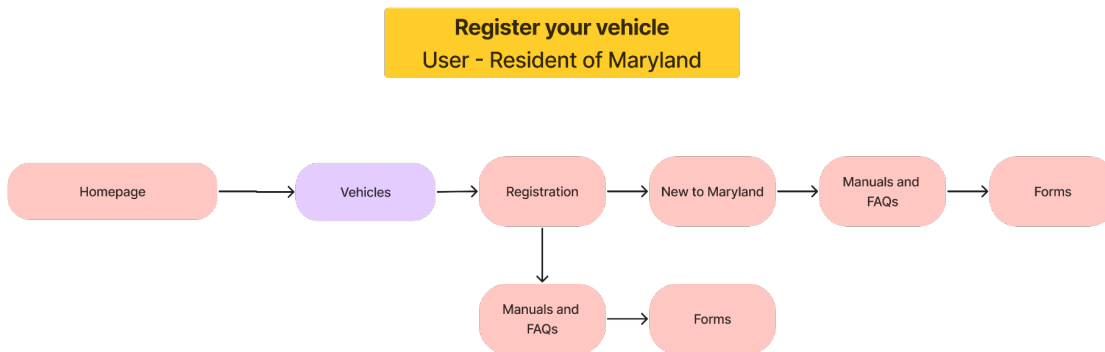 Register your vehicle
User - Resident of Maryland
Homepage
Vehicles
Registration
New to Maryland
Manuals and
FAQs
Forms
Manuals and
FAQs
Forms